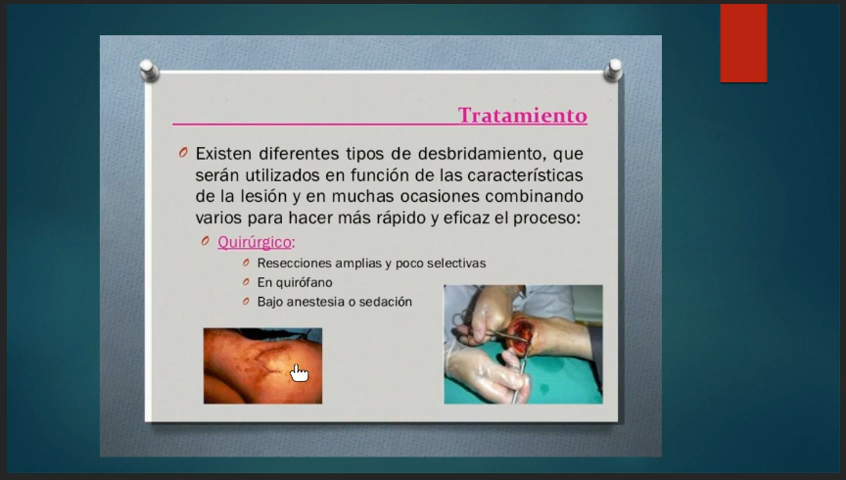 Tratamiento
Existen diferentes tipos de desbridamiento, que
serán utilizados en función de las características
de la lesión y en muchas ocasiones combinando
varios para hacer más rápido y eficaz el proceso:
Quirúrgico:
Resecciones amplias y poco selectivas
En quirófano
Bajo anestesia o sedación